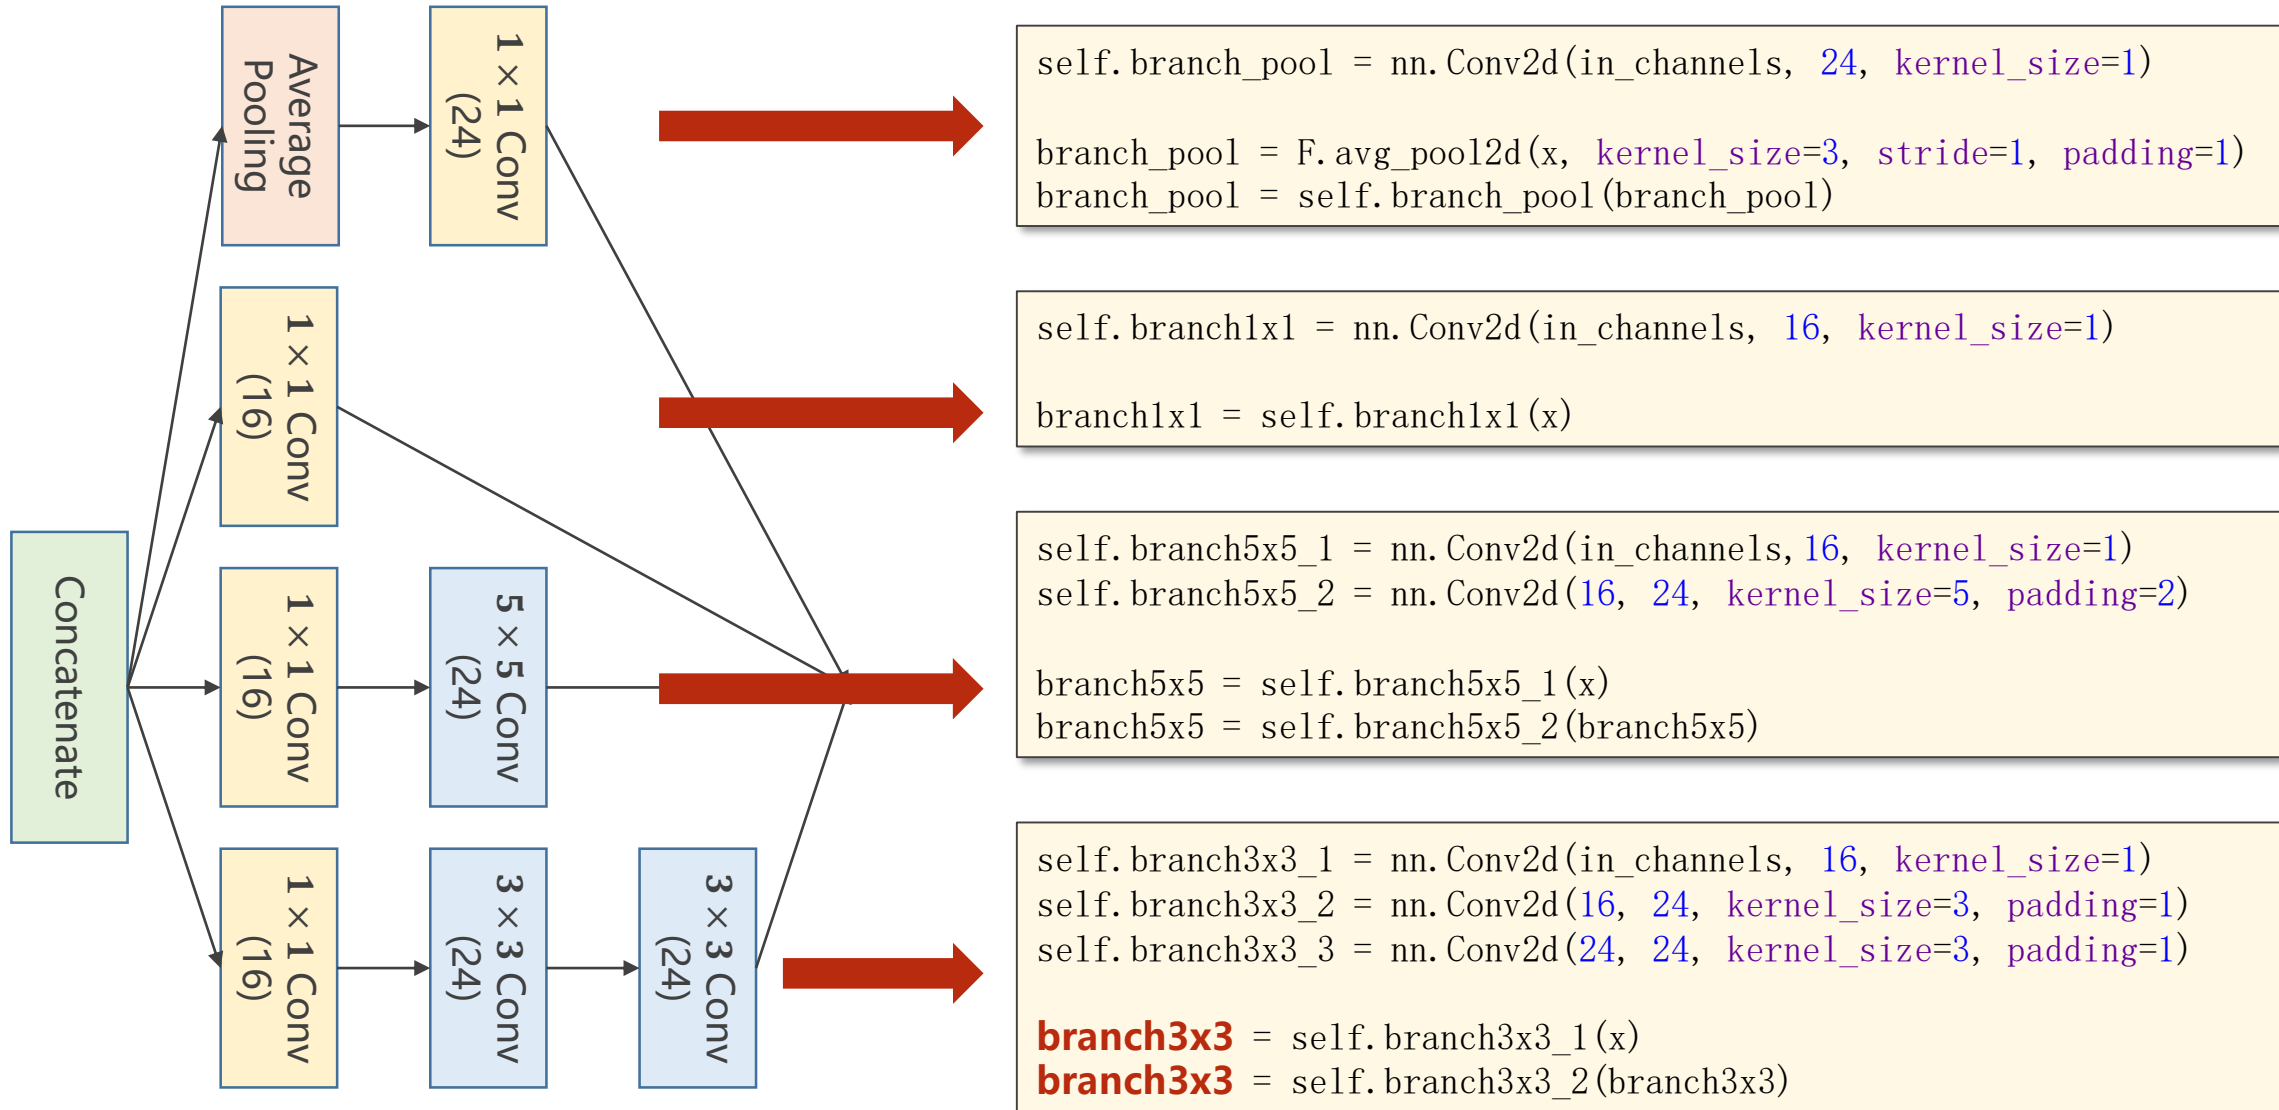 Average
Pooling
1 × 1 Conv
(24)
self.branch_pool = nn.Conv2d(in_channels, 24, kernel_size=1)
branch_pool = F.avg_pool2d(x, kernel_size=3, stride=1, padding=1)
branch_pool = self.branch_pool(branch_pool)
1 × 1 Conv
(16)
self.branch1x1 = nn.Conv2d(in_channels, 16, kernel_size=1)
branch1x1 = self.branch1x1(x)
Concatenate
1 × 1 Conv
(16)
5 × 5 Conv
(24)
self.branch5x5_1 = nn.Conv2d(in_channels, 16, kernel_size=1)
self.branch5x5_2 = nn.Conv2d(16, 24, kernel_size=5, padding=2)
branch5x5 = self.branch5x5_1(x)
branch5x5 = self.branch5x5_2(branch5x5)
1 × 1 Conv
(16)
3 × 3 Conv
(24)
3 × 3 Conv
(24)
self.branch3x3_1 = nn.Conv2d(in_channels, 16, kernel_size=1)
self.branch3x3_2 = nn.Conv2d(16, 24, kernel_size=3, padding=1)
self.branch3x3_3 = nn.Conv2d(24, 24, kernel_size=3, padding=1)
branch3x3 = self.branch3x3_1(x)
branch3x3 = self.branch3x3_2(branch3x3)